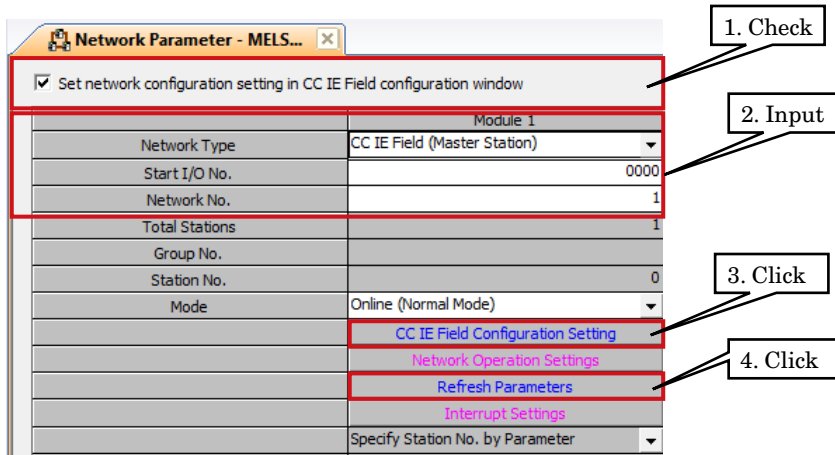 Network Parameter - MELS...
1. Check
Set network configuration setting in CC IE Field configuration window
2. Input
Module 1
Network Type CC IE Field (Master Station)
Start I/O No. 0000
Network No. 1
Total Stations 1
Group No.
Station No. 0
3. Click
Mode Online (Normal Mode)
CC IE Field Configuration Setting
Network Operation Settings
4. Click
Refresh Parameters
Interrupt Settings
Specify Station No. by Parameter